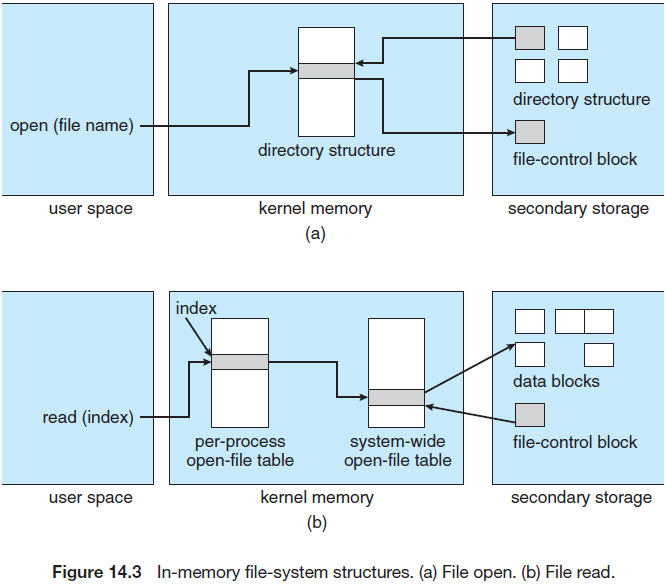 open (file name)
directory structure
directory structure
file-control block
user space
kernel memory
secondary storage
(a)
index
read (index)
per-process
open-file table
system-wide
open-file table
data blocks
file-control block
user space
kernel memory
secondary storage
(b)
Figure 14.3 In-memory file-system structures. (a) File open. (b) File read.